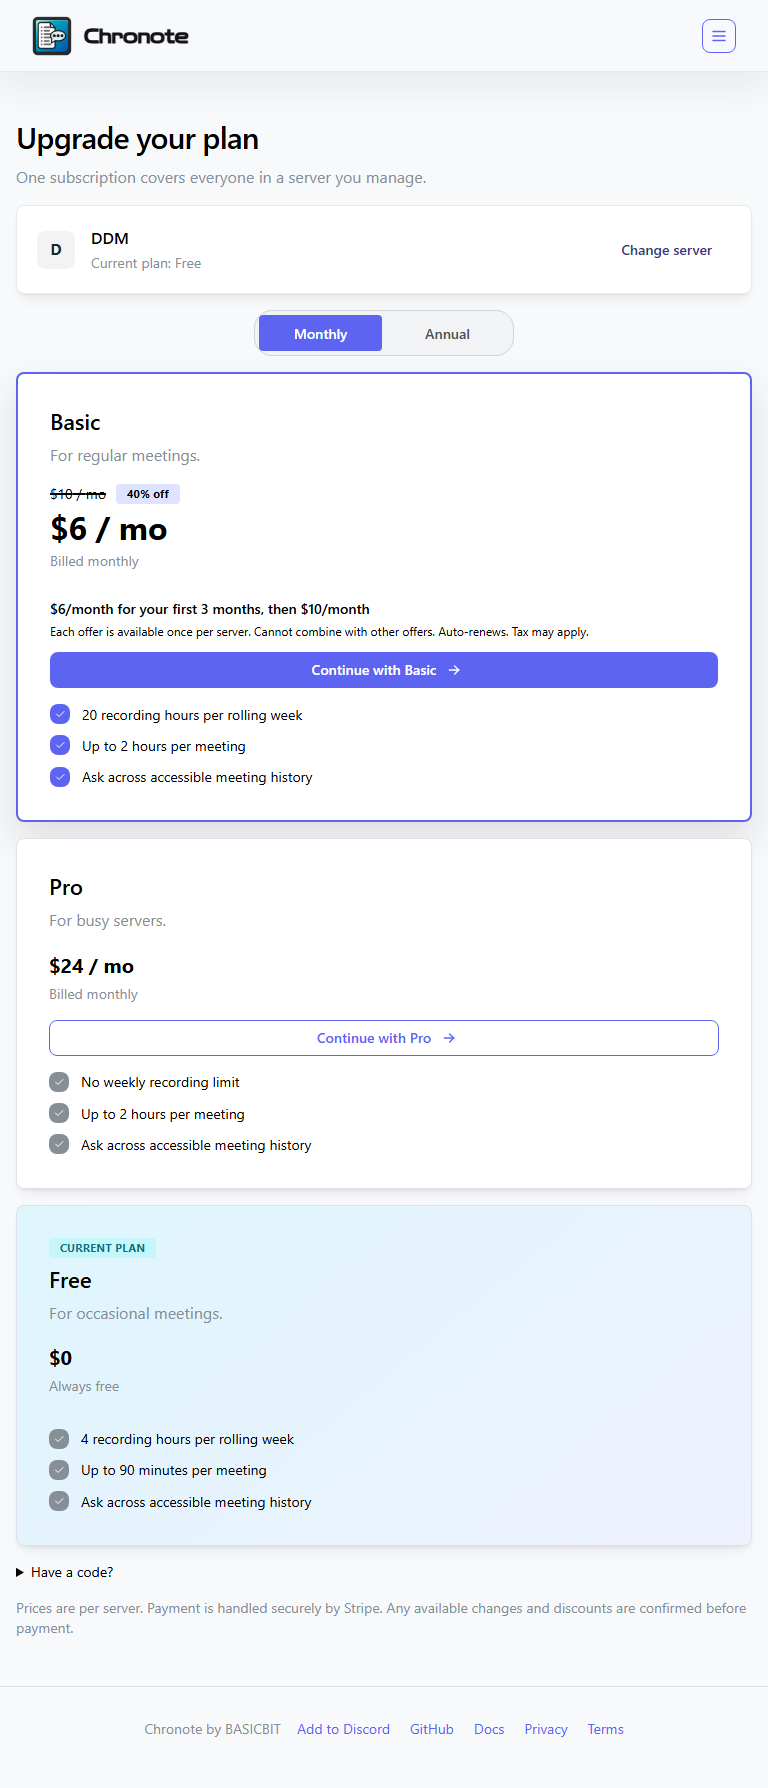 Chronote
Upgrade your plan
One subscription covers everyone in a server you manage.
D
DDM
Current plan: Free
Change server
Monthly
Annual
Basic
For regular meetings.
$10 / mo
40% off
$6 / mo
Billed monthly
$6/month for your first 3 months, then $10/month
Each offer is available once per server. Cannot combine with other offers. Auto-renews. Tax may apply.
Continue with Basic →
20 recording hours per rolling week
Up to 2 hours per meeting
Ask across accessible meeting history
Pro
For busy servers.
$24 / mo
Billed monthly
Continue with Pro →
No weekly recording limit
Up to 2 hours per meeting
Ask across accessible meeting history
CURRENT PLAN
Free
For occasional meetings.
$0
Always free
4 recording hours per rolling week
Up to 90 minutes per meeting
Ask across accessible meeting history
Have a code?
Prices are per server. Payment is handled securely by Stripe. Any available changes and discounts are confirmed before
payment.
Chronote by BASICBIT Add to Discord GitHub Docs Privacy Terms